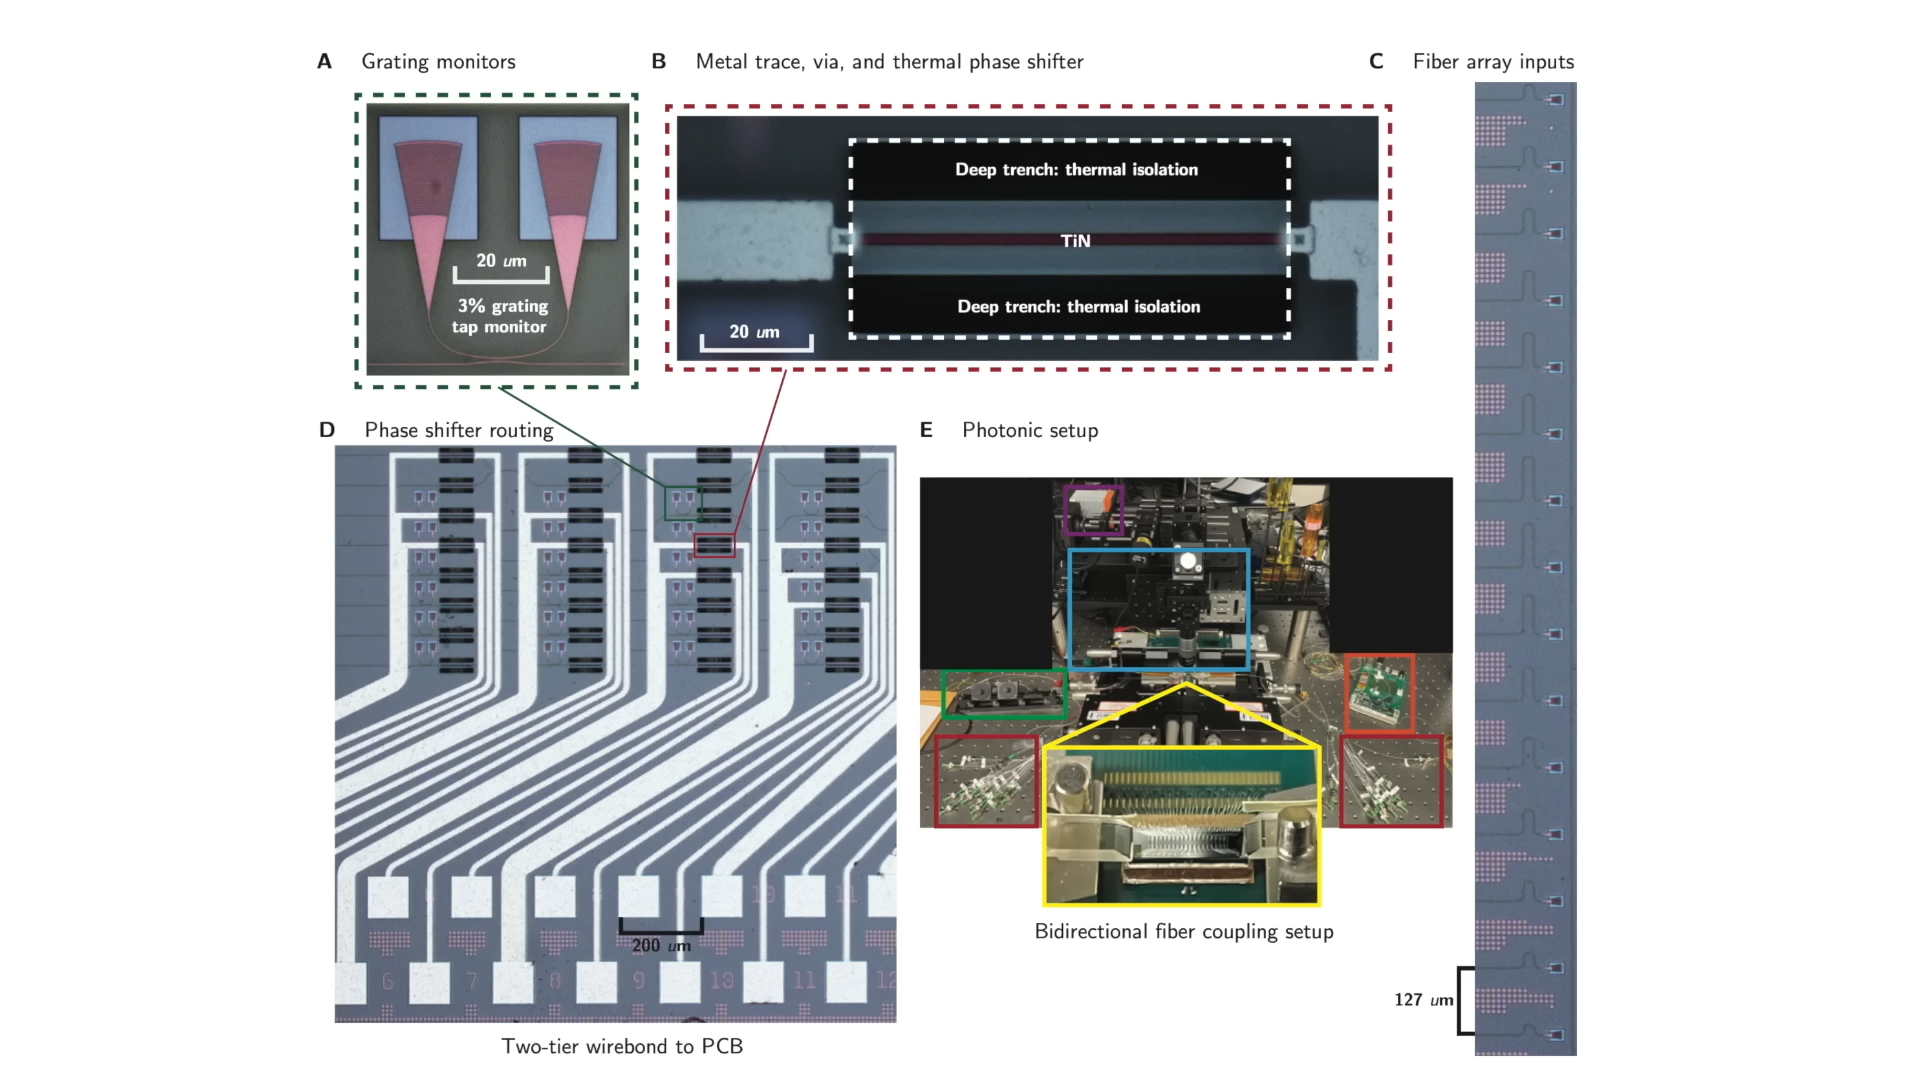 A Grating monitors
B Metal trace, via, and thermal phase shifter
C Fiber array inputs
20 um
3% grating
tap monitor
Deep trench: thermal isolation
TiN
Deep trench: thermal isolation
20 um
D Phase shifter routing
E Photonic setup
10 11
200 um
6 7 8 9 10 11 12
Two-tier wirebond to PCB
Bidirectional fiber coupling setup
127 um